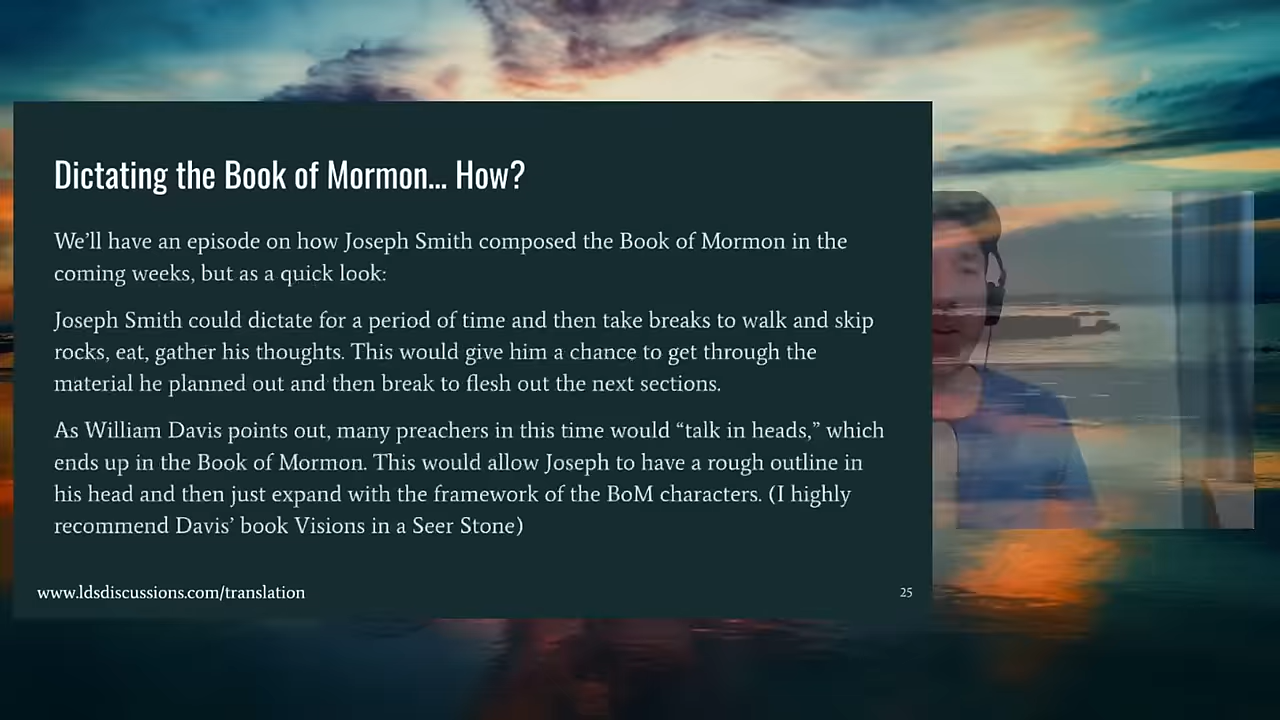 Dictating the Book of Mormon... How?
We’ll have an episode on how Joseph Smith composed the Book of Mormon in the
coming weeks, but as a quick look:
Joseph Smith could dictate for a period of time and then take breaks to walk and skip
rocks, eat, gather his thoughts. This would give him a chance to get through the
material he planned out and then break to flesh out the next sections.
As William Davis points out, many preachers in this time would “talk in heads,” which
ends up in the Book of Mormon. This would allow Joseph to have a rough outline in
his head and then just expand with the framework of the BoM characters. (I highly
recommend Davis’ book Visions in a Seer Stone)
www.ldsdiscussions.com/translation
25